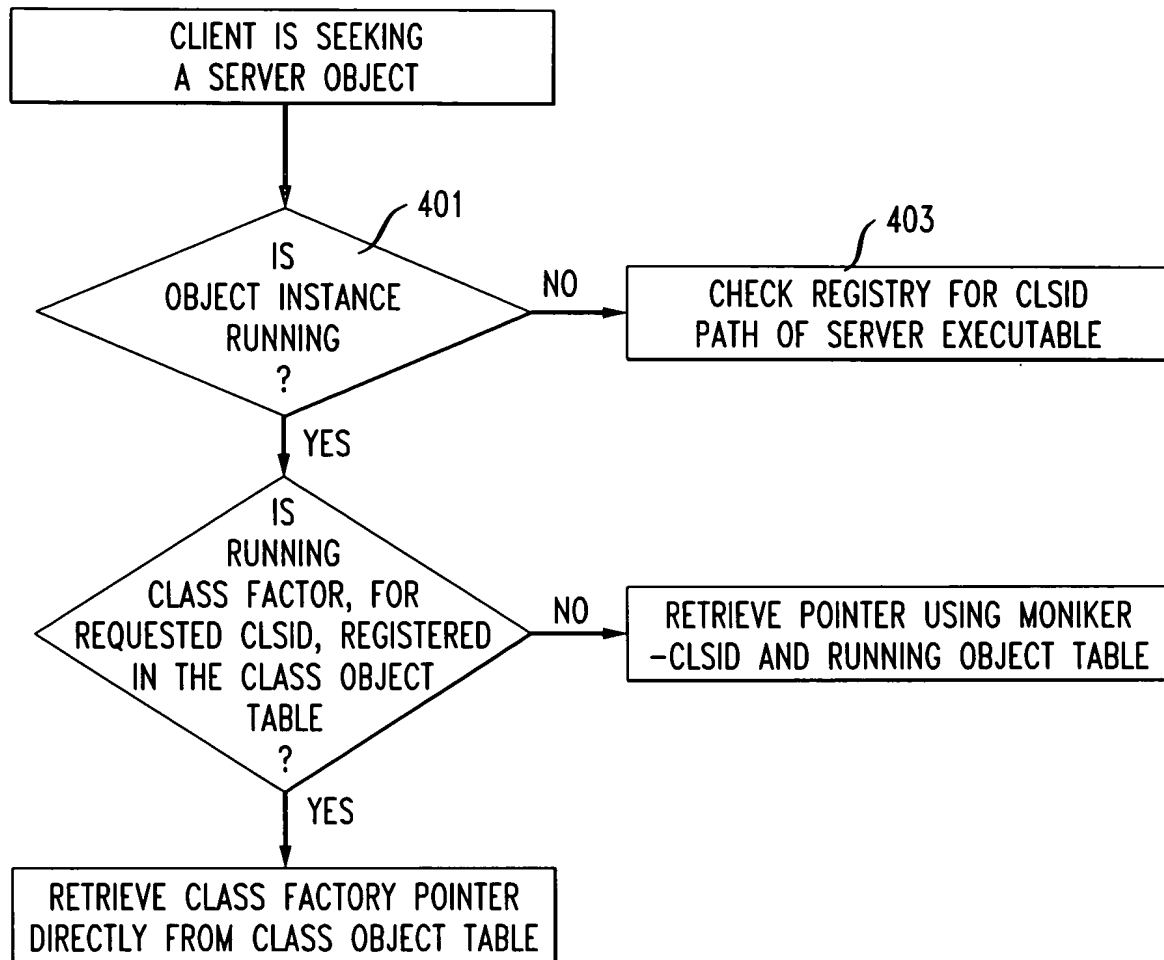 CLIENT IS SEEKING
A SERVER OBJECT
401
IS
OBJECT INSTANCE
RUNNING
?
NO
403
CHECK REGISTRY FOR CLSID
PATH OF SERVER EXECUTABLE
YES
IS
RUNNING
CLASS FACTOR, FOR
REQUESTED CLSID, REGISTERED
IN THE CLASS OBJECT
TABLE
?
NO
RETRIEVE POINTER USING MONIKER
-CLSID AND RUNNING OBJECT TABLE
YES
RETRIEVE CLASS FACTORY POINTER
DIRECTLY FROM CLASS OBJECT TABLE